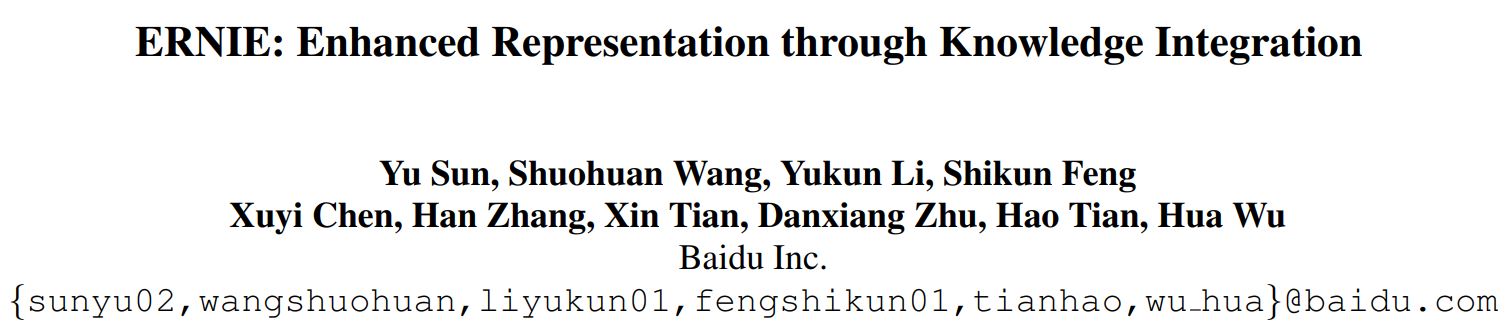 ERNIE: Enhanced Representation through Knowledge Integration
Yu Sun, Shuohuan Wang, Yukun Li, Shikun Feng
Xuyi Chen, Han Zhang, Xin Tian, Danxiang Zhu, Hao Tian, Hua Wu
Baidu Inc.
{sunyu02,wangshuohuan,liyukun01,fengshikun01,tianhao,wu_hua}@baidu.com